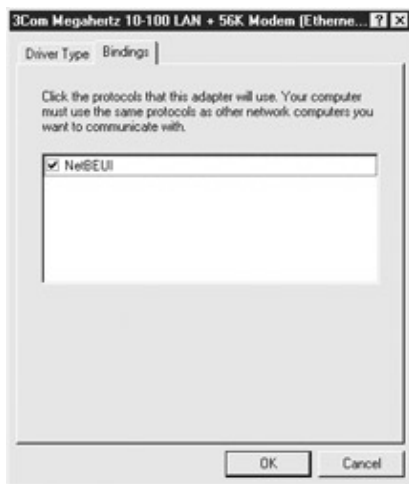 3Com Megahertz 10-100 LAN + 56K Modem (Etherne... ? X
Driver Type Bindings
Click the protocols that this adapter will use. Your computer
must use the same protocols as other network computers you
want to communicate with.
NetBEUI
OK Cancel